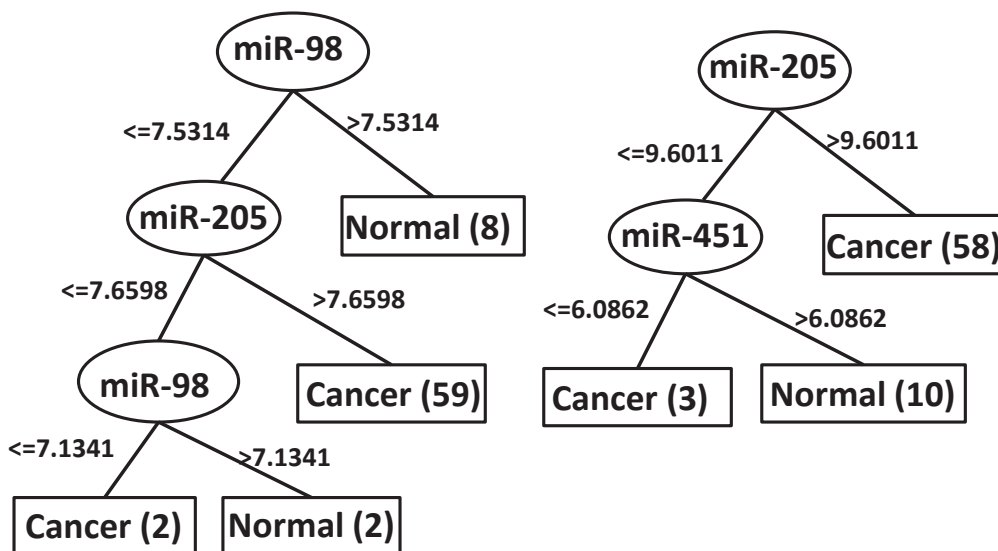 miR-98
<=7.5314
>7.5314
miR-205
Normal (8)
<=7.6598
>7.6598
miR-98
Cancer (59)
<=7.1341
>7.1341
Cancer (2)
Normal (2)
miR-205
<=9.6011
>9.6011
miR-451
Cancer (58)
<=6.0862
>6.0862
Cancer (3)
Normal (10)